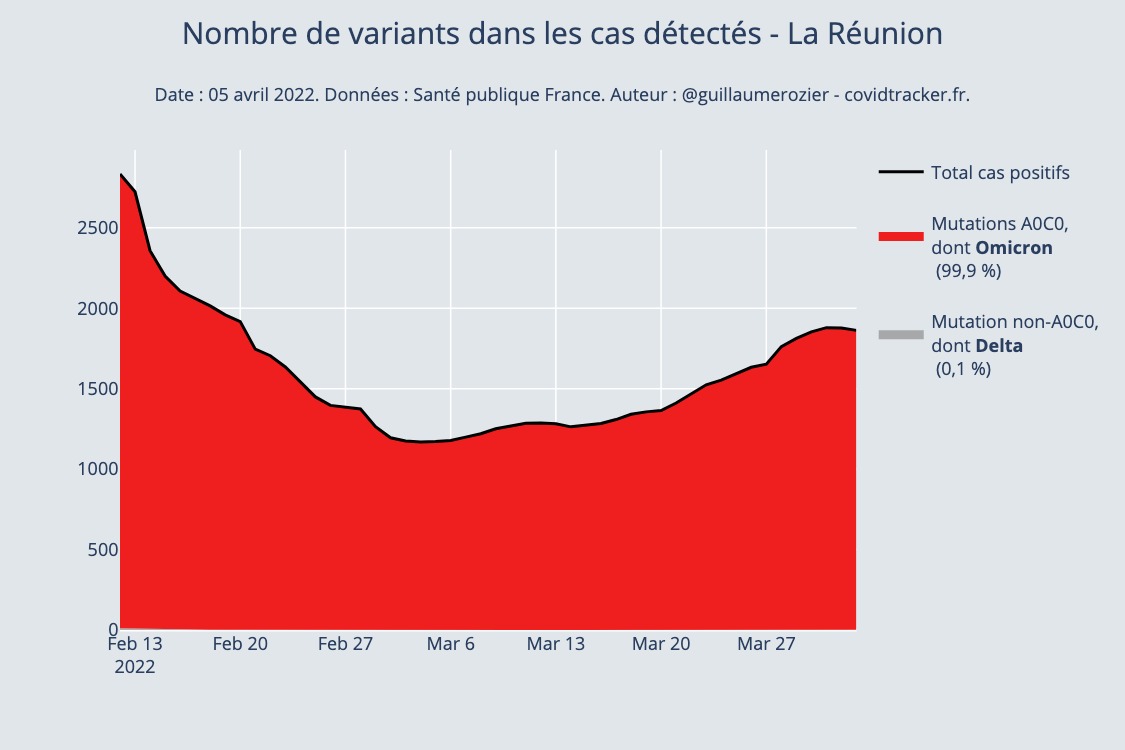 Nombre de variants dans les cas détectés - La Réunion
Date : 05 avril 2022. Données : Santé publique France. Auteur : @guillaumerozier - covidtracker.fr.
Total cas positifs
Mutations A0C0,
dont Omicron
(99,9 %)
Mutation non-A0C0,
dont Delta
(0,1 %)
2500
2000
1500
1000
500
0
Feb 13
2022
Feb 20
Feb 27
Mar 6
Mar 13
Mar 20
Mar 27